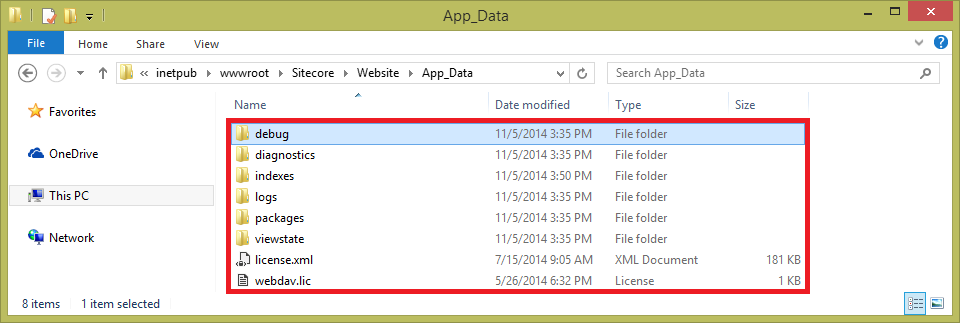 App_Data
File Home Share View
« inetpub › wwwroot › Sitecore › Website › App_Data Search App_Data
Favorites
OneDrive
This PC
Network
Name Date modified Type Size
debug 11/5/2014 3:35 PM File folder
diagnostics 11/5/2014 3:35 PM File folder
indexes 11/5/2014 3:50 PM File folder
logs 11/5/2014 3:35 PM File folder
packages 11/5/2014 3:35 PM File folder
viewstate 11/5/2014 3:35 PM File folder
license.xml 7/15/2014 9:05 AM XML Document 181 KB
webdav.lic 5/26/2014 6:32 PM License 1 KB
8 items 1 item selected